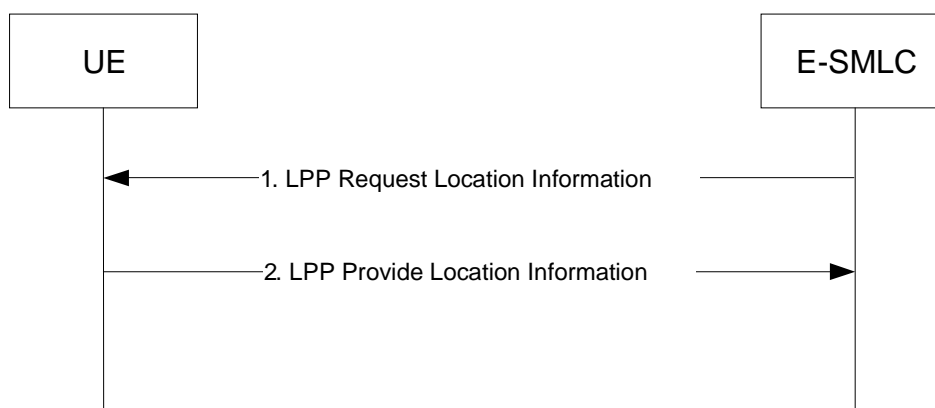 UE
E-SMLC
1. LPP Request Location Information
2. LPP Provide Location Information